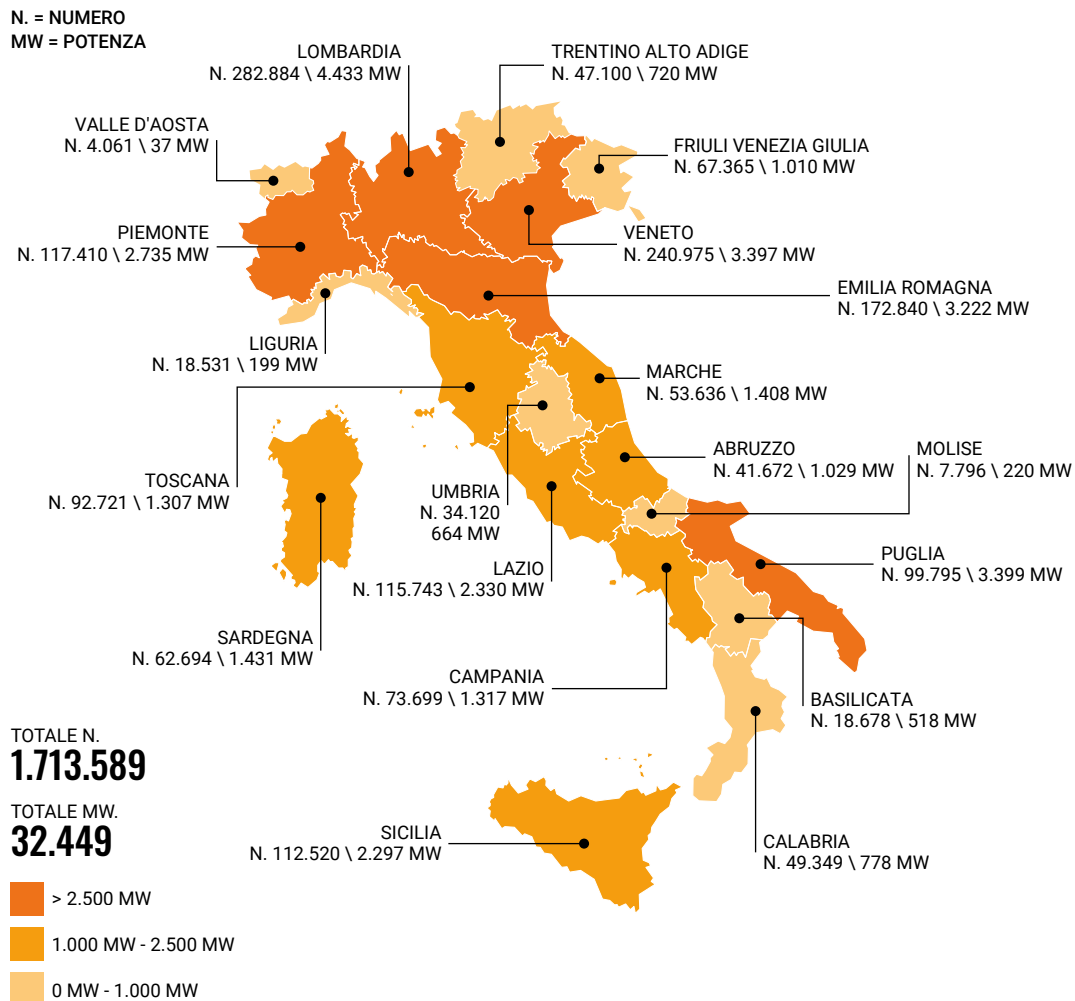 N. = NUMERO
MW = POTENZA
LOMBARDIA
N. 282.884 \ 4.433 MW
TRENTINO ALTO ADIGE
N. 47.100 \ 720 MW
VALLE D'AOSTA
N. 4.061 \ 37 MW
FRIULI VENEZIA GIULIA
N. 67.365 \ 1.010 MW
PIEMONTE
N. 117.410 \ 2.735 MW
VENETO
N. 240.975 \ 3.397 MW
EMILIA ROMAGNA
N. 172.840 \ 3.222 MW
LIGURIA
N. 18.531 \ 199 MW
MARCHE
N. 53.636 \ 1.408 MW
ABRUZZO
N. 41.672 \ 1.029 MW
MOLISE
N. 7.796 \ 220 MW
TOSCANA
N. 92.721 \ 1.307 MW
UMBRIA
N. 34.120
664 MW
PUGLIA
N. 99.795 \ 3.399 MW
LAZIO
N. 115.743 \ 2.330 MW
SARDEGNA
N. 62.694 \ 1.431 MW
CAMPANIA
N. 73.699 \ 1.317 MW
BASILICATA
N. 18.678 \ 518 MW
TOTALE N.
1.713.589
TOTALE MW.
32.449
SICILIA
N. 112.520 \ 2.297 MW
CALABRIA
N. 49.349 \ 778 MW
> 2.500 MW
1.000 MW - 2.500 MW
0 MW - 1.000 MW